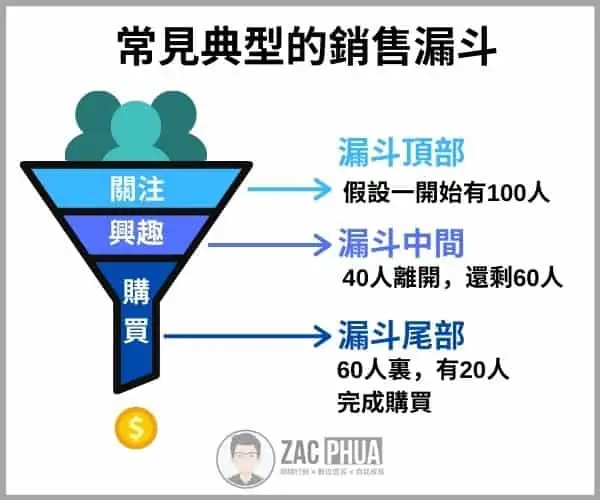 常見典型的銷售漏斗
關注
漏斗頂部
假設一開始有100人
興趣
漏斗中間
40人離開，還剩60人
購
買
漏斗尾部
60人裏，有20人
完成購買
$
ZAC PHUA